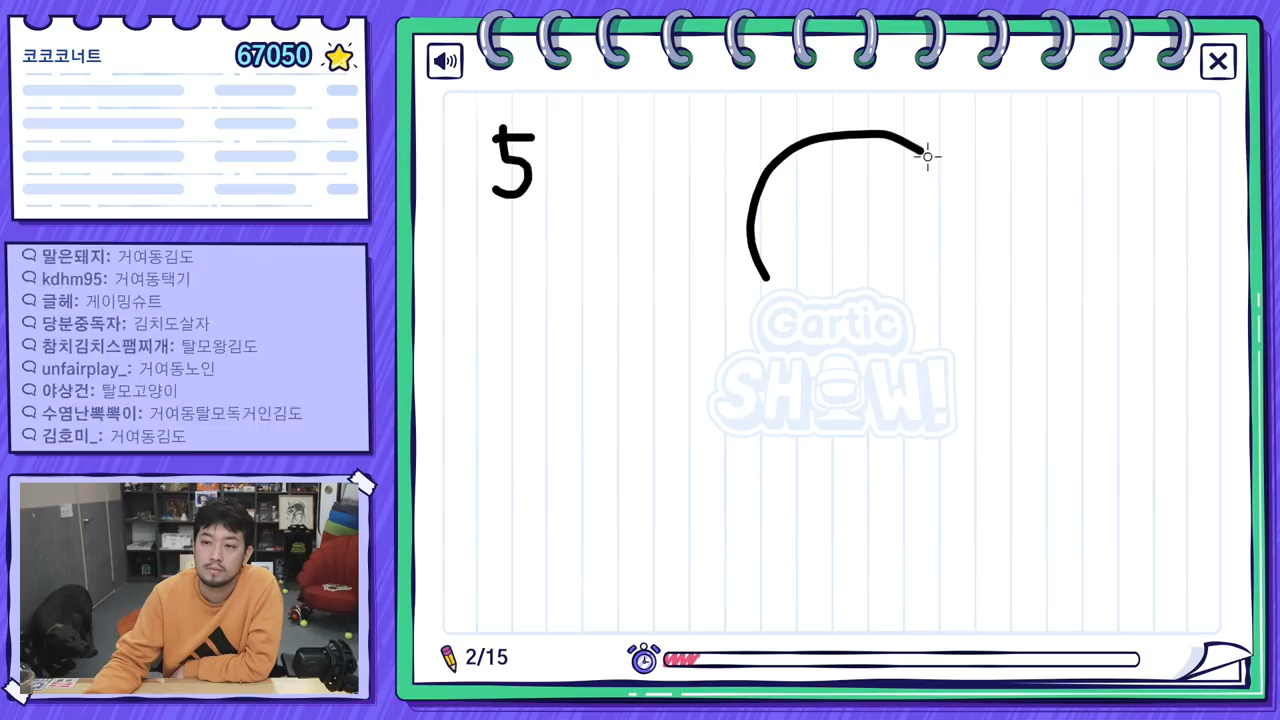 코코코너트 67050
말은돼지: 거여동김도
kdhm95: 거여동택기
글헤: 게이밍슈트
당분중독자: 김치도살자
참치김치스팸찌개: 탈모왕김도
unfairplay_: 거여동노인
야상건: 탈모고양이
수염난뽁뽁이: 거여동탈모독거인김도
김호미_: 거여동김도
5
Gartic
SHOW!
2/15